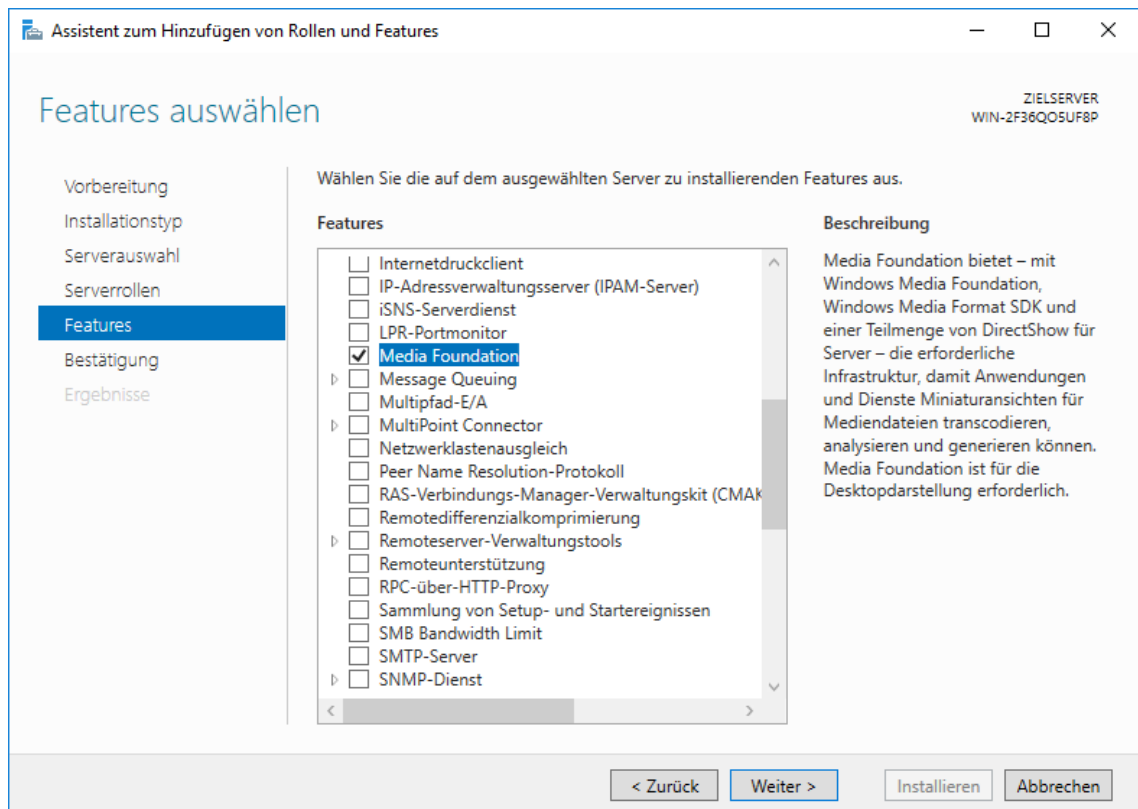 Assistent zum Hinzufügen von Rollen und Features
Features auswählen
ZIELSERVER
WIN-2F36QO5UF8P
Vorbereitung
Installationstyp
Serverauswahl
Serverrollen
Features
Bestätigung
Ergebnisse
Wählen Sie die auf dem ausgewählten Server zu installierenden Features aus.
Features
Internetdruckclient
IP-Adressverwaltungsserver (IPAM-Server)
iSNS-Serverdienst
LPR-Portmonitor
Media Foundation
Message Queuing
Multipfad-E/A
MultiPoint Connector
Netzwerklastenausgleich
Peer Name Resolution-Protokoll
RAS-Verbindungs-Manager-Verwaltungskit (CMAK
Remotedifferenzialkomprimierung
Remoteserver-Verwaltungstools
Remoteunterstützung
RPC-über-HTTP-Proxy
Sammlung von Setup- und Startereignissen
SMB Bandwidth Limit
SMTP-Server
SNMP-Dienst
Beschreibung
Media Foundation bietet – mit
Windows Media Foundation,
Windows Media Format SDK und
einer Teilmenge von DirectShow für
Server – die erforderliche
Infrastruktur, damit Anwendungen
und Dienste Miniaturansichten für
Mediendateien transcodieren,
analysieren und generieren können.
Media Foundation ist für die
Desktopdarstellung erforderlich.
< Zurück
Weiter >
Installieren
Abbrechen